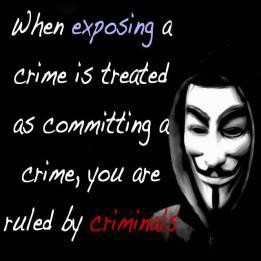 When exposing a
crime is treated
as committing a
crime, you are
ruled by criminals